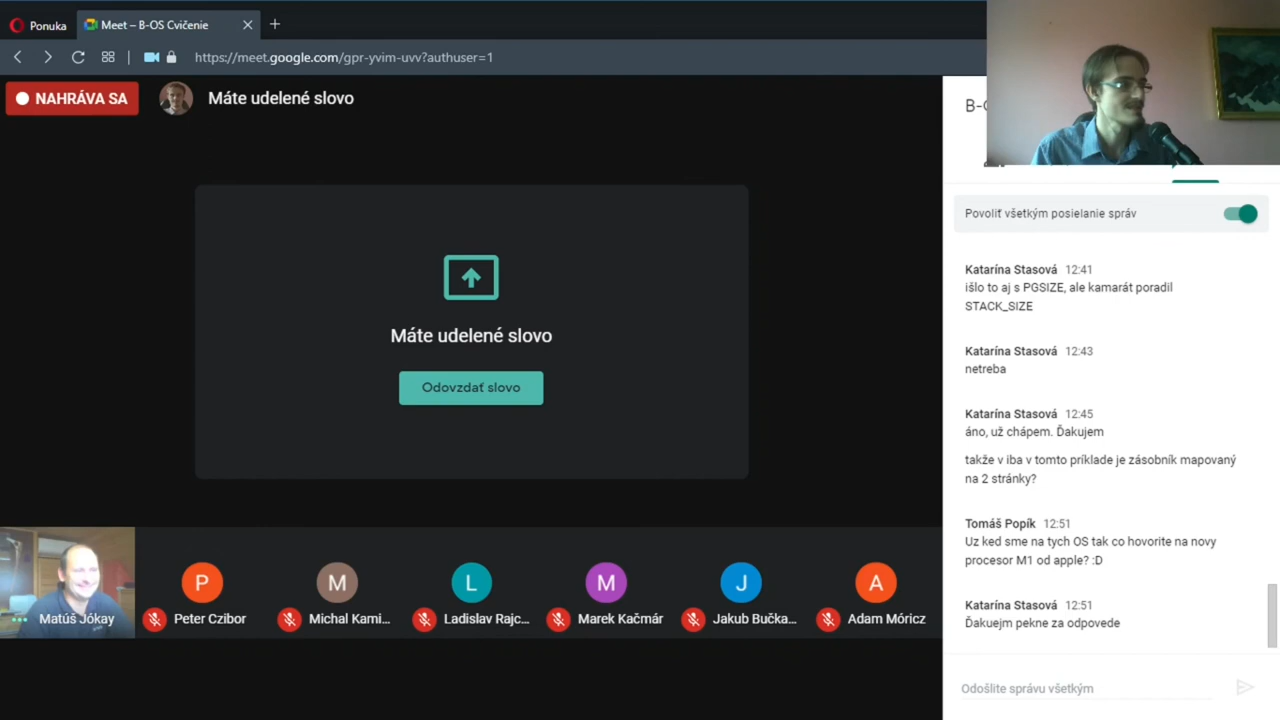 Ponuka
Meet – B-OS Cvičenie
https://meet.google.com/gpr-yvim-uvv?authuser=1
NAHRÁVA SA
Máte udelené slovo
Máte udelené slovo
Odovzdať slovo
Matúš Jókay
P
Peter Czibor
M
Michal Kami...
L
Ladislav Rajc...
M
Marek Kačmár
J
Jakub Bučka...
A
Adam Móricz
Povoliť všetkým posielanie správ
Katarína Stasová 12:41
išlo to aj s PGSIZE, ale kamarát poradil
STACK_SIZE
Katarína Stasová 12:43
netreba
Katarína Stasová 12:45
áno, už chápem. Ďakujem
takže v iba v tomto príklade je zásobník mapovaný
na 2 stránky?
Tomáš Popík 12:51
Uz ked sme na tych OS tak co hovorite na novy
procesor M1 od apple? :D
Katarína Stasová 12:51
Ďakuejm pekne za odpovede
Odošlite správu všetkým